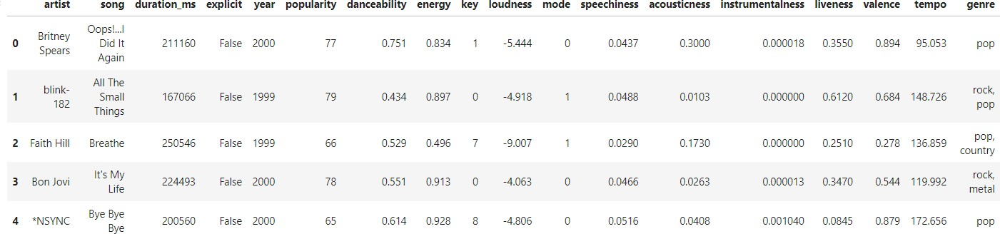 artist song duration_ms explicit year popularity danceability energy key loudness mode speechiness acousticness instrumentalness liveness valence tempo genre
0 Britney Spears Oops!...I Did It Again 211160 False 2000 77 0.751 0.834 1 -5.444 0 0.0437 0.3000 0.000018 0.3550 0.894 95.053 pop
1 blink-182 All The Small Things 167066 False 1999 79 0.434 0.897 0 -4.918 1 0.0488 0.0103 0.000000 0.6120 0.684 148.726 rock, pop
2 Faith Hill Breathe 250546 False 1999 66 0.529 0.496 7 -9.007 1 0.0290 0.1730 0.000000 0.2510 0.278 136.859 pop, country
3 Bon Jovi It's My Life 224493 False 2000 78 0.551 0.913 0 -4.063 0 0.0466 0.0263 0.000013 0.3470 0.544 119.992 rock, metal
4 *NSYNC Bye Bye Bye 200560 False 2000 65 0.614 0.928 8 -4.806 0 0.0516 0.0408 0.001040 0.0845 0.879 172.656 pop